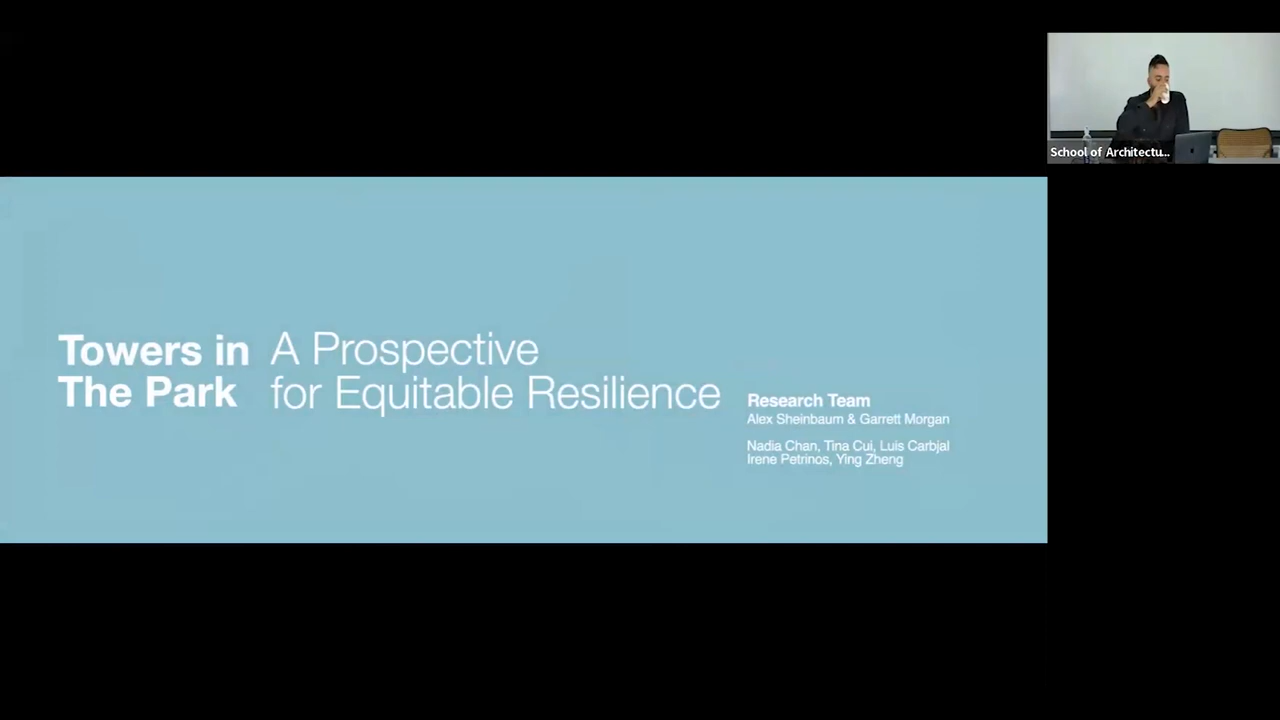 School of Architectu...
Towers in
The Park
A Prospective
for Equitable Resilience
Research Team
Alex Sheinbaum & Garrett Morgan
Nadia Chan, Tina Cui, Luis Carbjal
Irene Petrinos, Ying Zheng